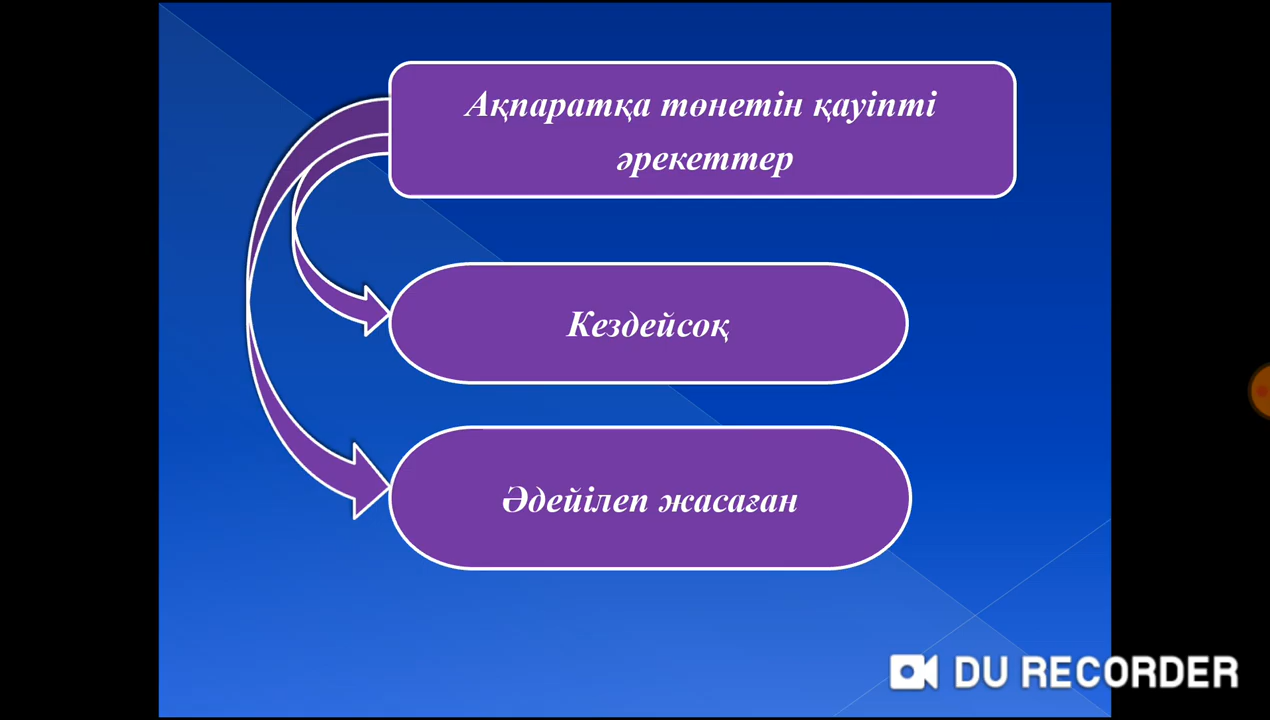 Ақпаратқа төнетін қауіпті
әрекеттер
Кездейсоқ
Әдейілеп жасаған
DU RECORDER